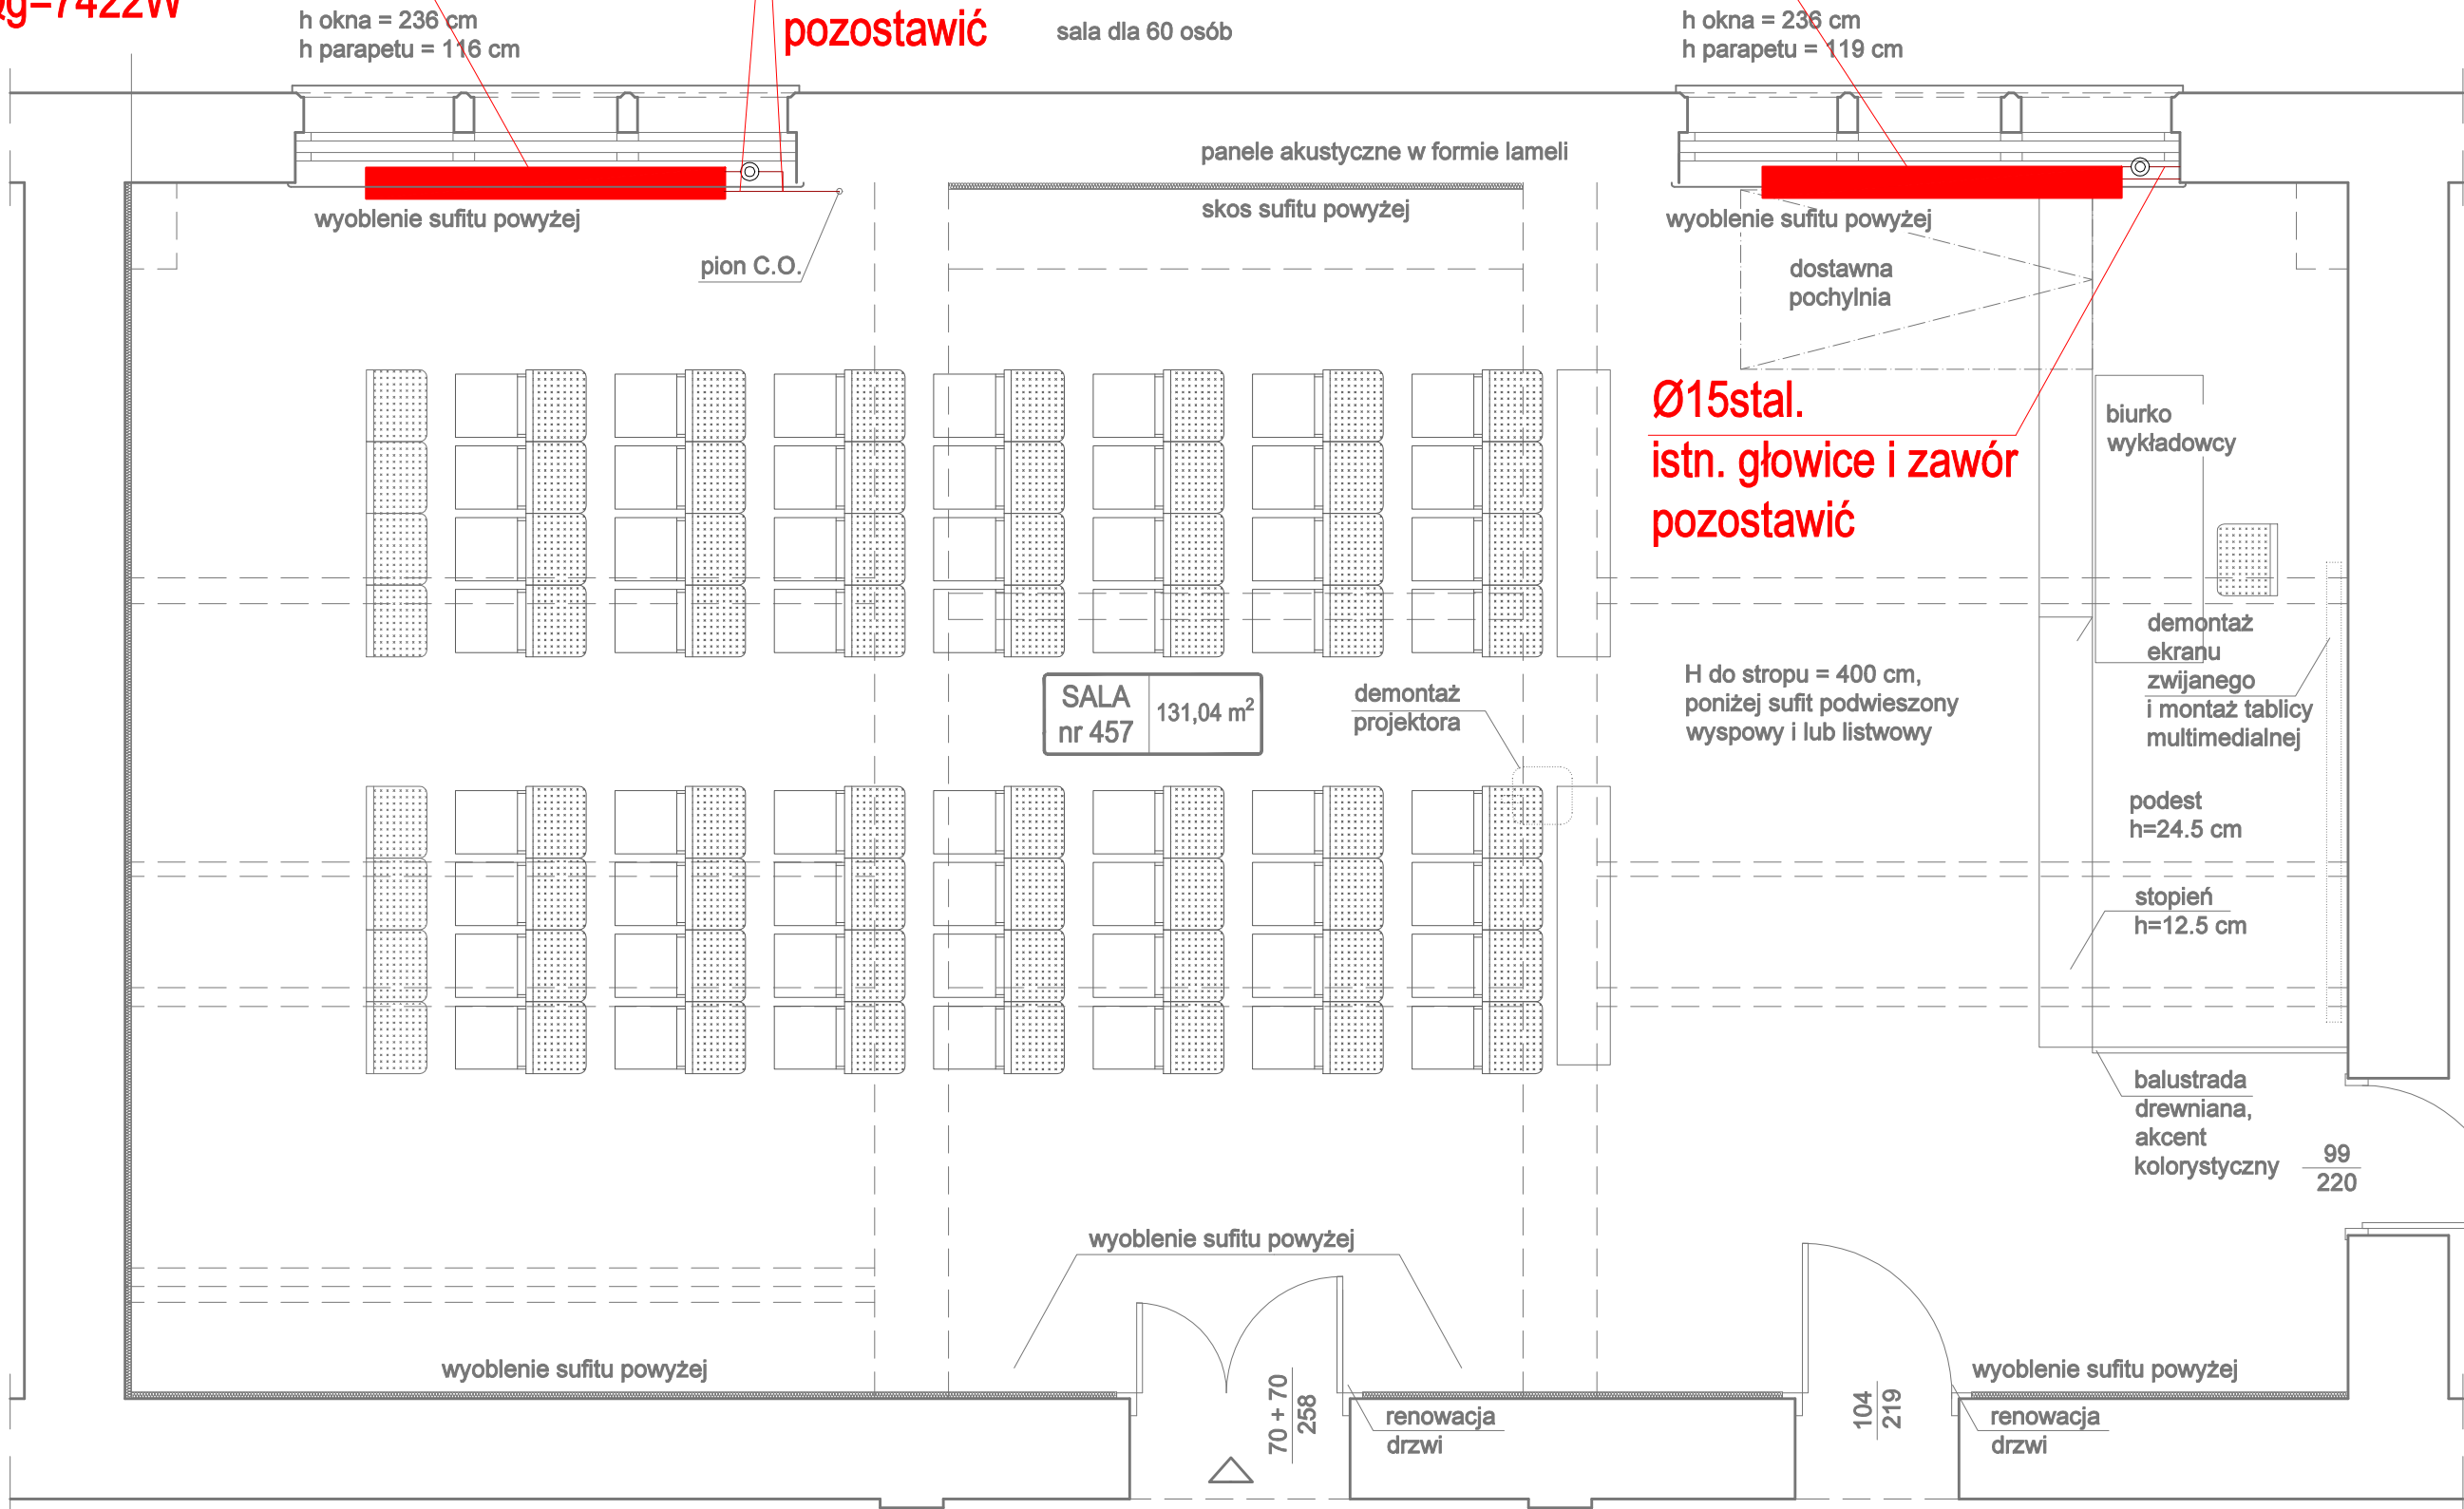 Qg=7422W
h okna = 236 cm
h parapetu = 116 cm
pozostawić
sala dla 60 osób
h okna = 236 cm
h parapetu = 119 cm
panele akustyczne w formie lameli
wyoblenie sufitu powyżej
skos sufitu powyżej
wyoblenie sufitu powyżej
pion C.O.
dostawna
pochylnia
Ø15stal.
istn. głowice i zawór
pozostawić
biurko
wykładowcy
demontaż
ekranu
zwijanego
i montaż tablicy
multimedialnej
SALA
nr 457
131,04 m²
demontaż
projektora
H do stropu = 400 cm,
poniżej sufit podwieszony
wyspowy i lub listwowy
podest
h=24.5 cm
stopień
h=12.5 cm
balustrada
drewniana,
akcent
kolorystyczny
99
220
wyoblenie sufitu powyżej
wyoblenie sufitu powyżej
70 + 70
258
renowacja
drzwi
104
219
wyoblenie sufitu powyżej
renowacja
drzwi